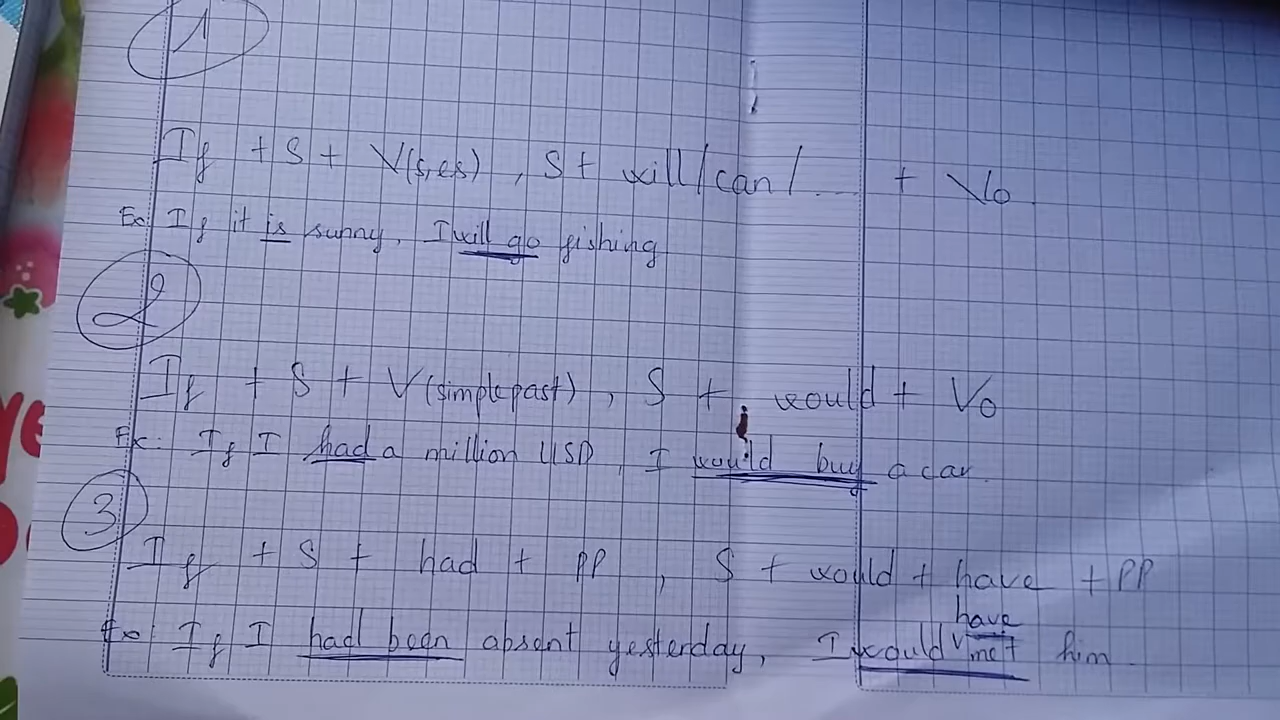 1
If + S + V(s,es), S + will/can/.... + Vo
Ex: If it is sunny, I will go fishing
2
If + S + V(simple past), S + would + Vo
Ex: If I had a million USD, I would buy a car.
3
If + S + had + PP, S + would + have + PP
have
Ex: If I had been absent yesterday, I would met him.